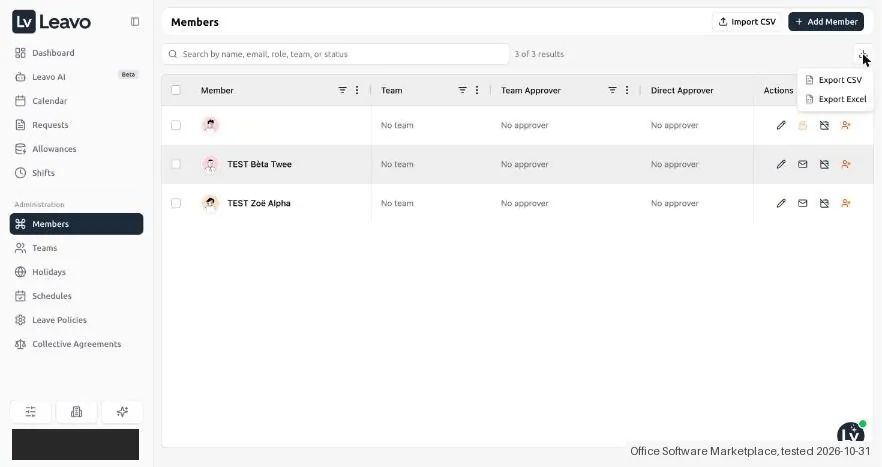 Lv Leavo
Members
Import CSV
+ Add Member
Dashboard
Search by name, email, role, team, or status
3 of 3 results
Leavo AI
Beta
Export CSV
Export Excel
Calendar
Member
Team
Team Approver
Direct Approver
Actions
Requests
No team
No approver
No approver
Allowances
TEST Bèta Twee
No team
No approver
No approver
Shifts
TEST Zoë Alpha
No team
No approver
No approver
Administration
Members
Teams
Holidays
Schedules
Leave Policies
Collective Agreements
Lv
Office Software Marketplace, tested 2026-10-31